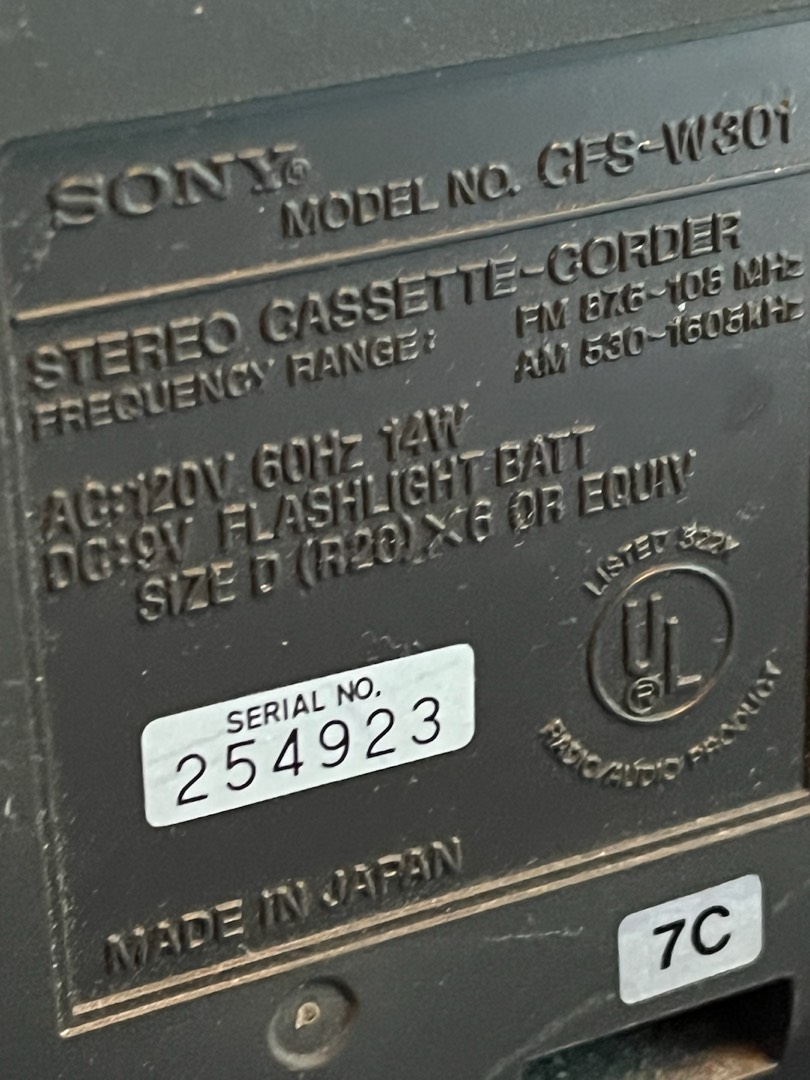 SONY®
MODEL NO. CFS-W301
STEREO CASSETTE-CORDER
FREQUENCY RANGE: FM 87.6-108 MHz
AM 530-1605kHz
AC:120V 60Hz 14W
DC:9V FLASHLIGHT BATT
SIZE D (R20)×6 OR EQUIV
LISTED 322Y
UL®
RADIO/AUDIO PRODUCT
SERIAL NO.
254923
MADE IN JAPAN
7C